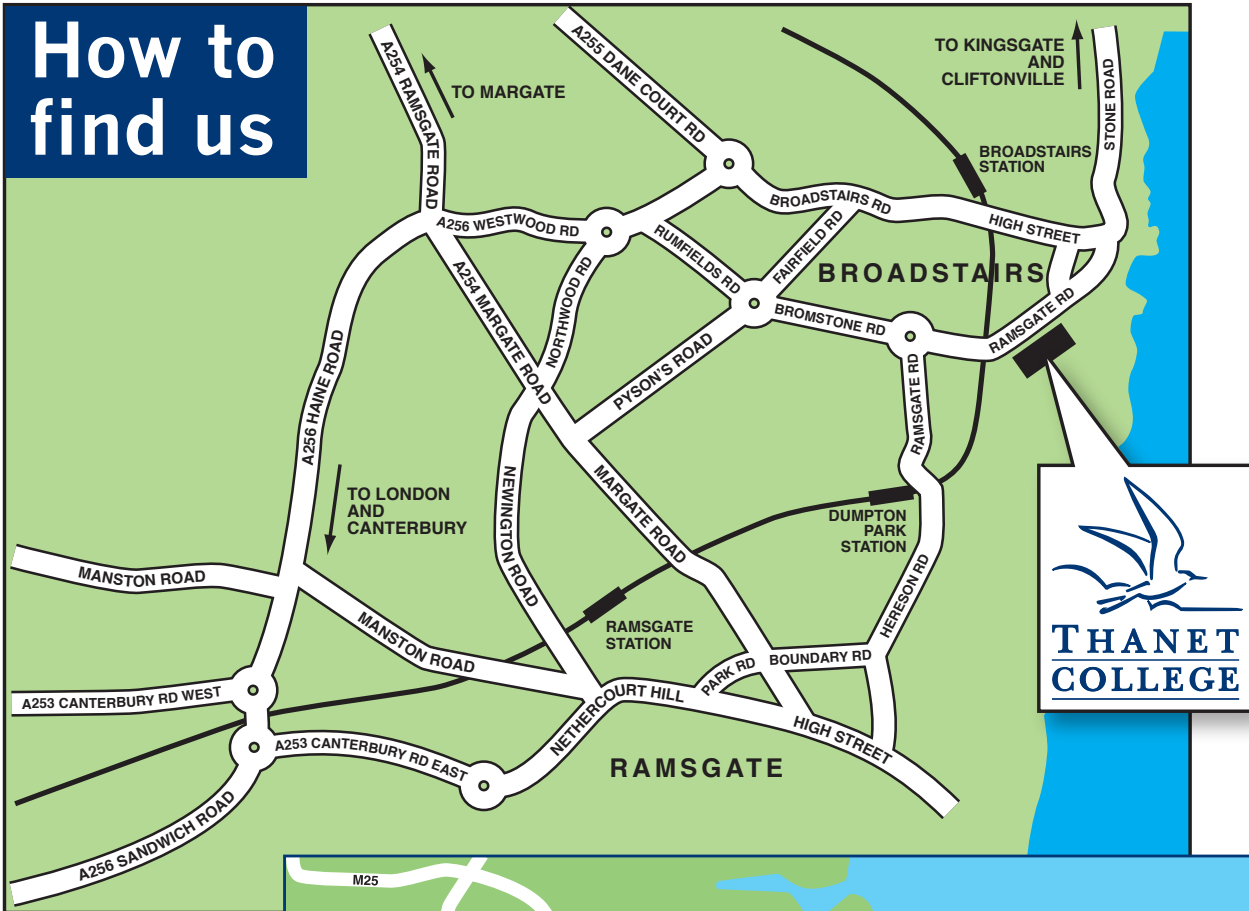 How to
find us
A254 RAMSGATE ROAD
TO MARGATE
A255 DANE COURT RD
TO KINGSGATE
AND
CLIFTONVILLE
STONE ROAD
BROADSTAIRS
STATION
A256 WESTWOOD RD
BROADSTAIRS RD
HIGH STREET
RUMFIELDS RD
FAIRFIELD RD
BROADSTAIRS
A254 MARGATE ROAD
NORTHWOOD RD
BROMSTONE RD
RAMSGATE RD
A256 HAINE ROAD
PYSON'S ROAD
RAMSGATE RD
TO LONDON
AND
CANTERBURY
NEWINGTON ROAD
MARGATE ROAD
DUMPTON
PARK
STATION
MANSTON ROAD
HERESON RD
RAMSGATE
STATION
MANSTON ROAD
PARK RD
BOUNDARY RD
THANET
COLLEGE
A253 CANTERBURY RD WEST
NETHERCOURT HILL
HIGH STREET
A253 CANTERBURY RD EAST
RAMSGATE
A256 SANDWICH ROAD
M25